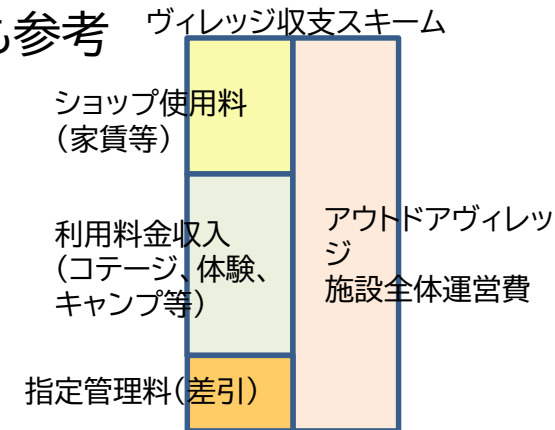 も参考
ヴィレッジ収支スキーム
ショップ使用料
（家賃等）
利用料金収入
（コテージ、体験、
キャンプ等）
指定管理料（差引）
アウトドアヴィレッ
ジ
施設全体運営費